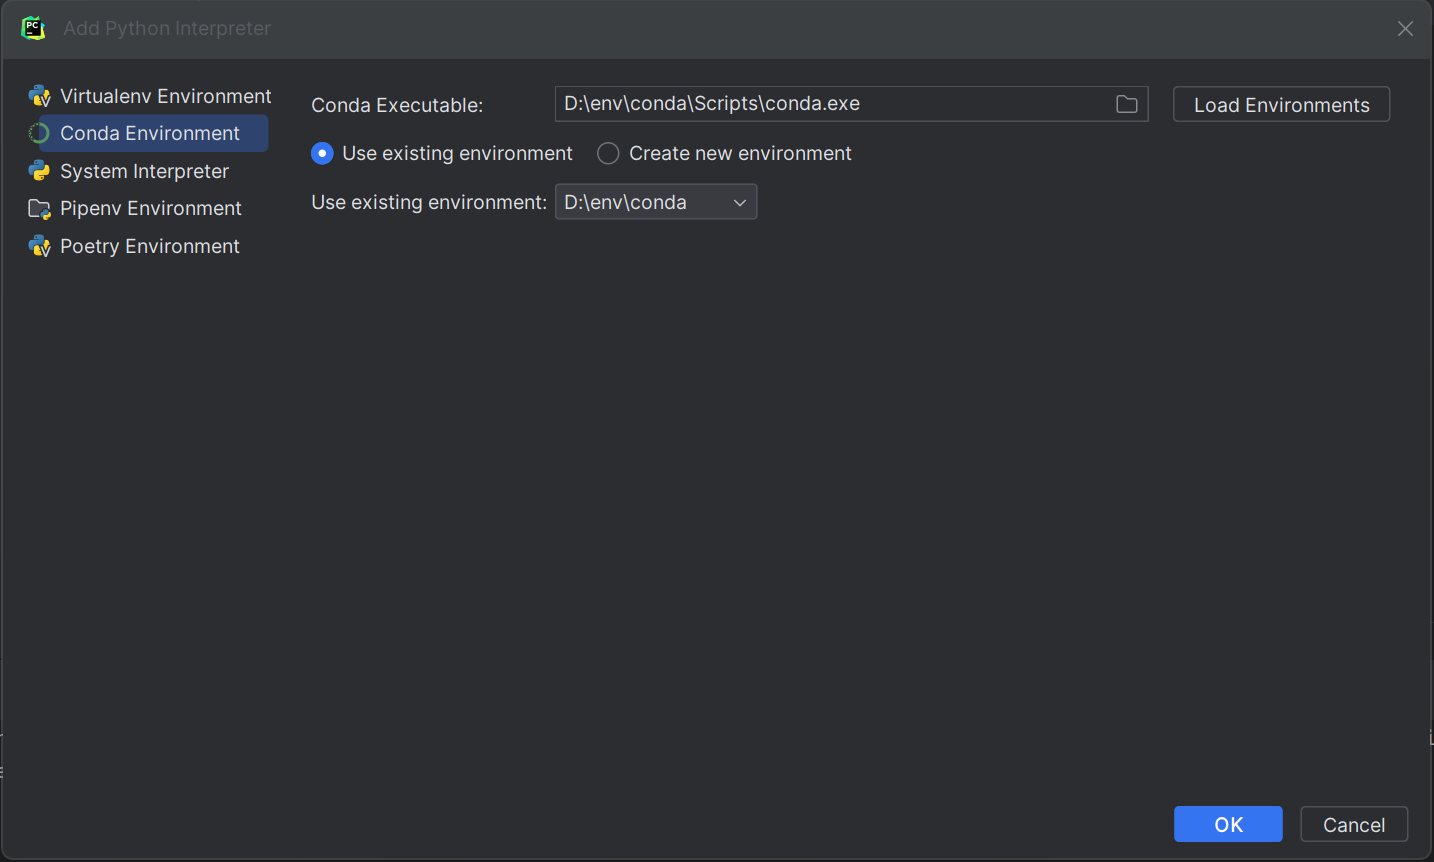 PC
Add Python Interpreter
Virtualenv Environment
Conda Environment
System Interpreter
Pipenv Environment
Poetry Environment
Conda Executable: D:\env\conda\Scripts\conda.exe Load Environments
Use existing environment Create new environment
Use existing environment: D:\env\conda
OK Cancel